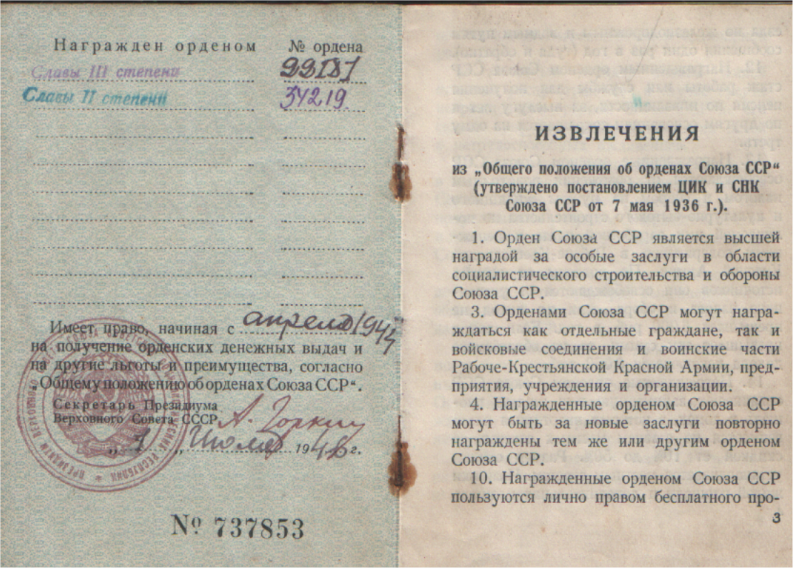 Награжден орденом № ордена
Славы III степени
Славы II степени 34219
Имеет право, начиная с апреля 1944
на получение орденских денежных выдач и
на другие льготы и преимущества, согласно
„Общему положению об орденах Союза ССР“.
Секретарь Президиума
Верховного Совета СССР А. Горкин
Июля 1946 г.
№ 737853
ИЗВЛЕЧЕНИЯ
из „Общего положения об орденах Союза ССР“
(утверждено постановлением ЦИК и СНК
Союза ССР от 7 мая 1936 г.).
1. Орден Союза ССР является высшей
наградой за особые заслуги в области
социалистического строительства и обороны
Союза ССР.
3. Орденами Союза ССР могут награ-
ждаться как отдельные граждане, так и
войсковые соединения и воинские части
Рабоче-Крестьянской Красной Армии, пред-
приятия, учреждения и организации.
4. Награжденные орденом Союза ССР
могут быть за новые заслуги повторно
награждены тем же или другим орденом
Союза ССР.
10. Награжденные орденом Союза ССР
пользуются лично правом бесплатного про-
3